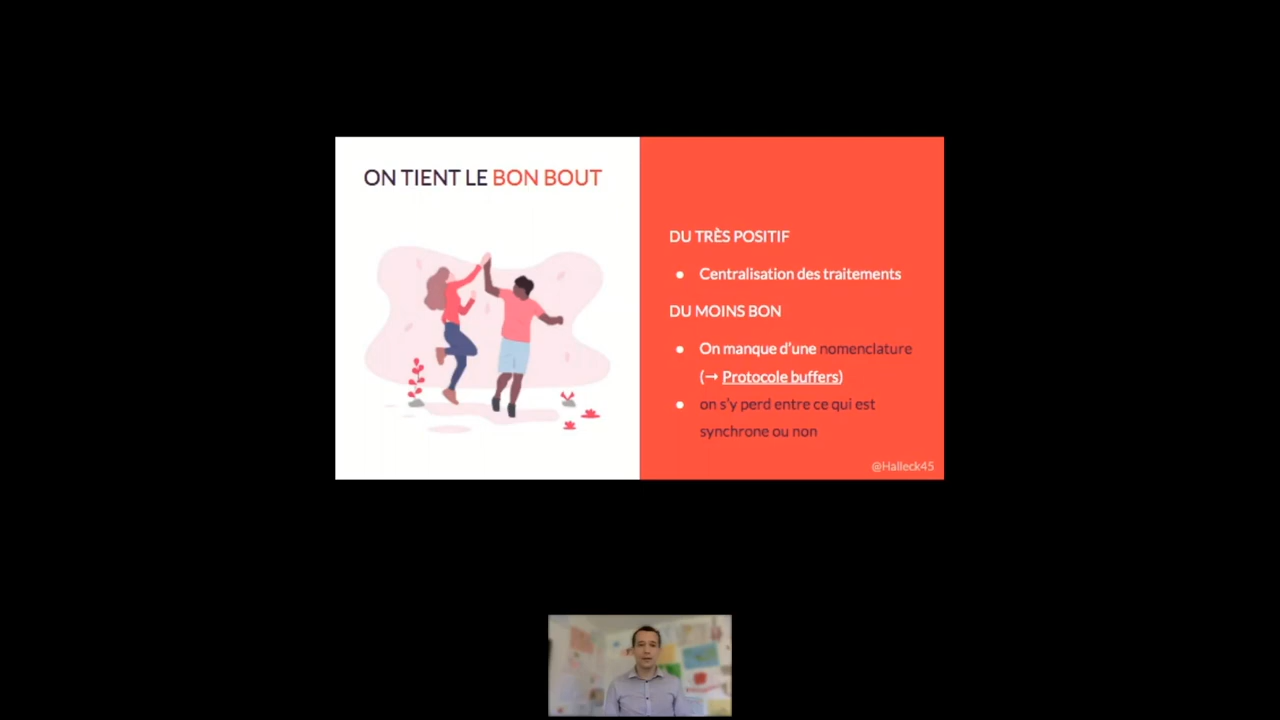 ON TIENT LE BON BOUT
DU TRÈS POSITIF
● Centralisation des traitements
DU MOINS BON
● On manque d'une nomenclature
(→ Protocole buffers)
● on s'y perd entre ce qui est
synchrone ou non
@Halleck45